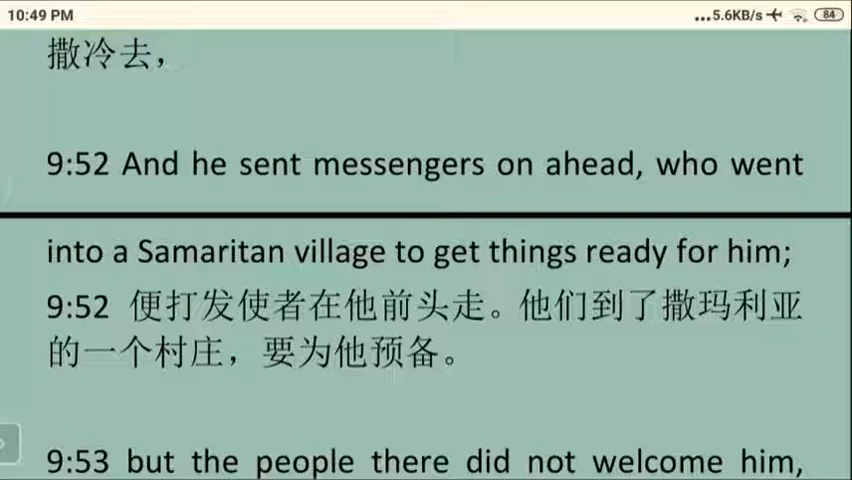 10:49 PM ...5.6KB/s 84
撒冷去，
9:52 And he sent messengers on ahead, who went
into a Samaritan village to get things ready for him;
9:52 便打发使者在他前头走。他们到了撒玛利亚
的一个村庄，要为他预备。
9:53 but the people there did not welcome him,